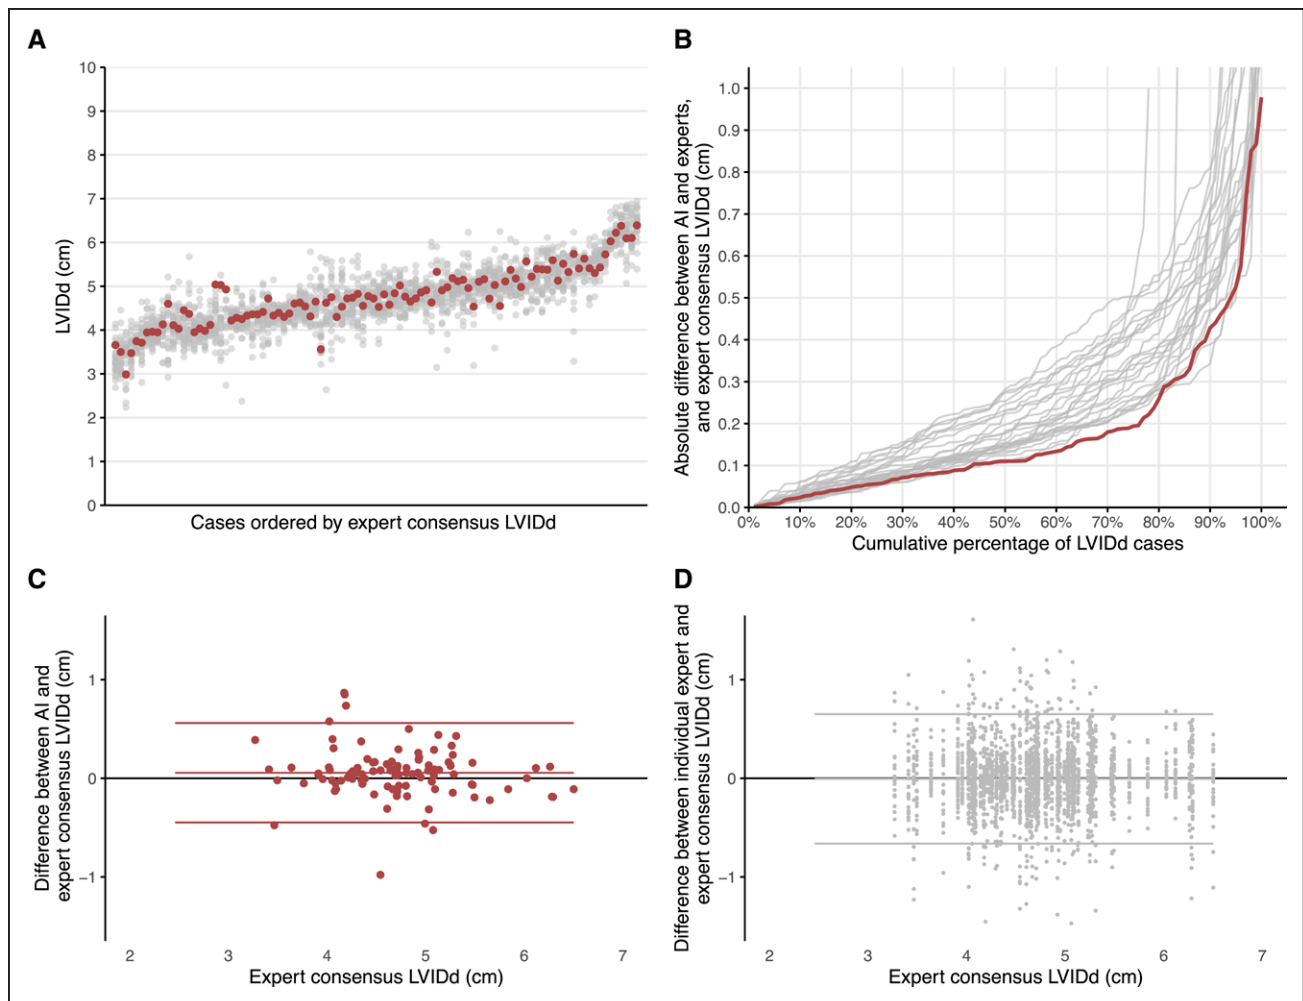 A
LVIDd (cm)
10
9
8
7
6
5
4
3
2
1
0
Cases ordered by expert consensus LVIDd
B
Absolute difference between AI and experts,
and expert consensus LVIDd (cm)
1.0
0.9
0.8
0.7
0.6
0.5
0.4
0.3
0.2
0.1
0.0
0% 10% 20% 30% 40% 50% 60% 70% 80% 90% 100%
Cumulative percentage of LVIDd cases
C
Difference between AI and
expert consensus LVIDd (cm)
1
0
−1
2 3 4 5 6 7
Expert consensus LVIDd (cm)
D
Difference between individual expert and
expert consensus LVIDd (cm)
1
0
−1
2 3 4 5 6 7
Expert consensus LVIDd (cm)